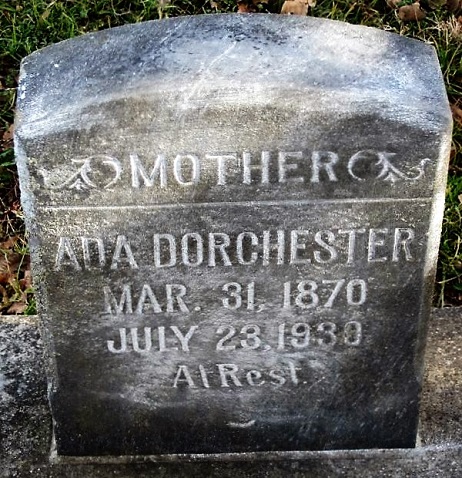 MOTHER
ADA DORCHESTER
MAR. 31, 1870
JULY 23, 1939
At Rest.